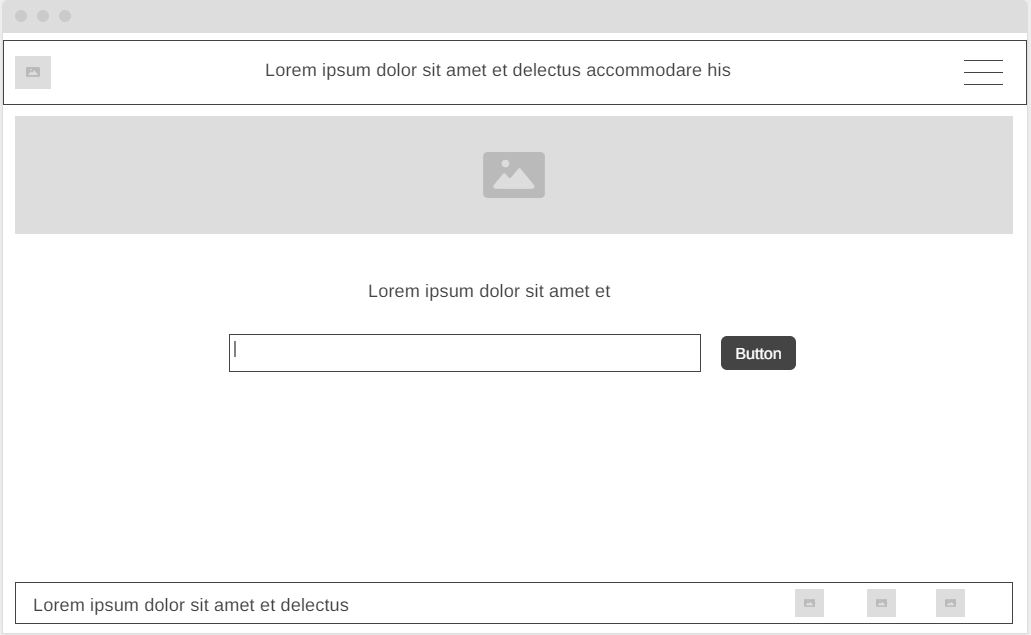 Lorem ipsum dolor sit amet et delectus accommodare his
Lorem ipsum dolor sit amet et
Button
Lorem ipsum dolor sit amet et delectus